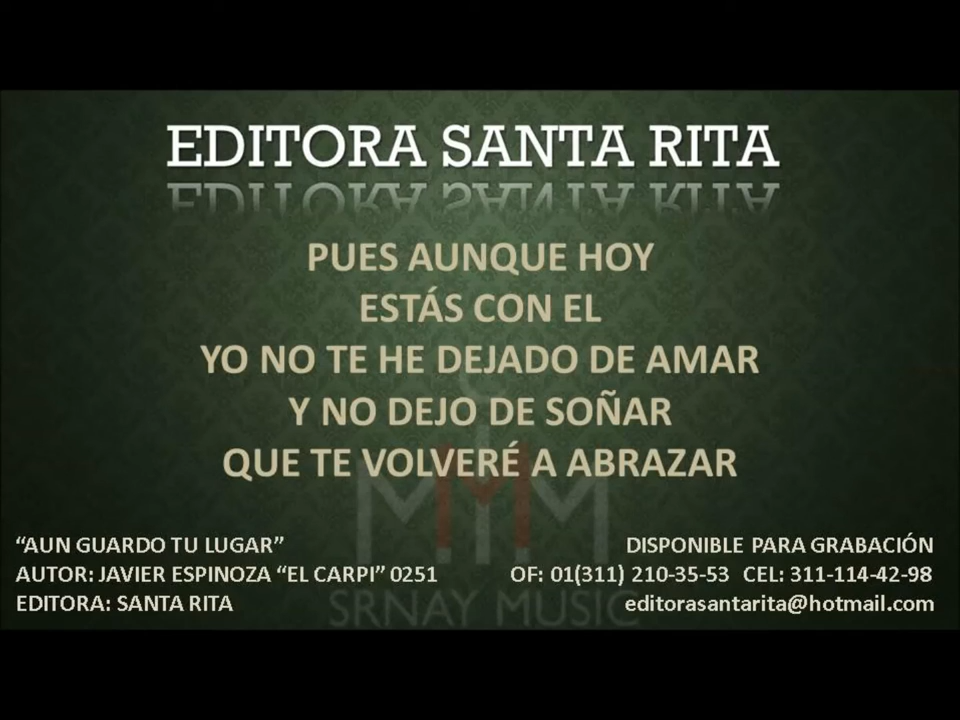 EDITORA SANTA RITA
PUES AUNQUE HOY
ESTÁS CON EL
YO NO TE HE DEJADO DE AMAR
Y NO DEJO DE SOÑAR
QUE TE VOLVERÉ A ABRAZAR
“AUN GUARDO TU LUGAR”
AUTOR: JAVIER ESPINOZA “EL CARPI” 0251
EDITORA: SANTA RITA
DISPONIBLE PARA GRABACIÓN
OF: 01(311) 210-35-53 CEL: 311-114-42-98
editorasantarita@hotmail.com
SRNAY MUSIC